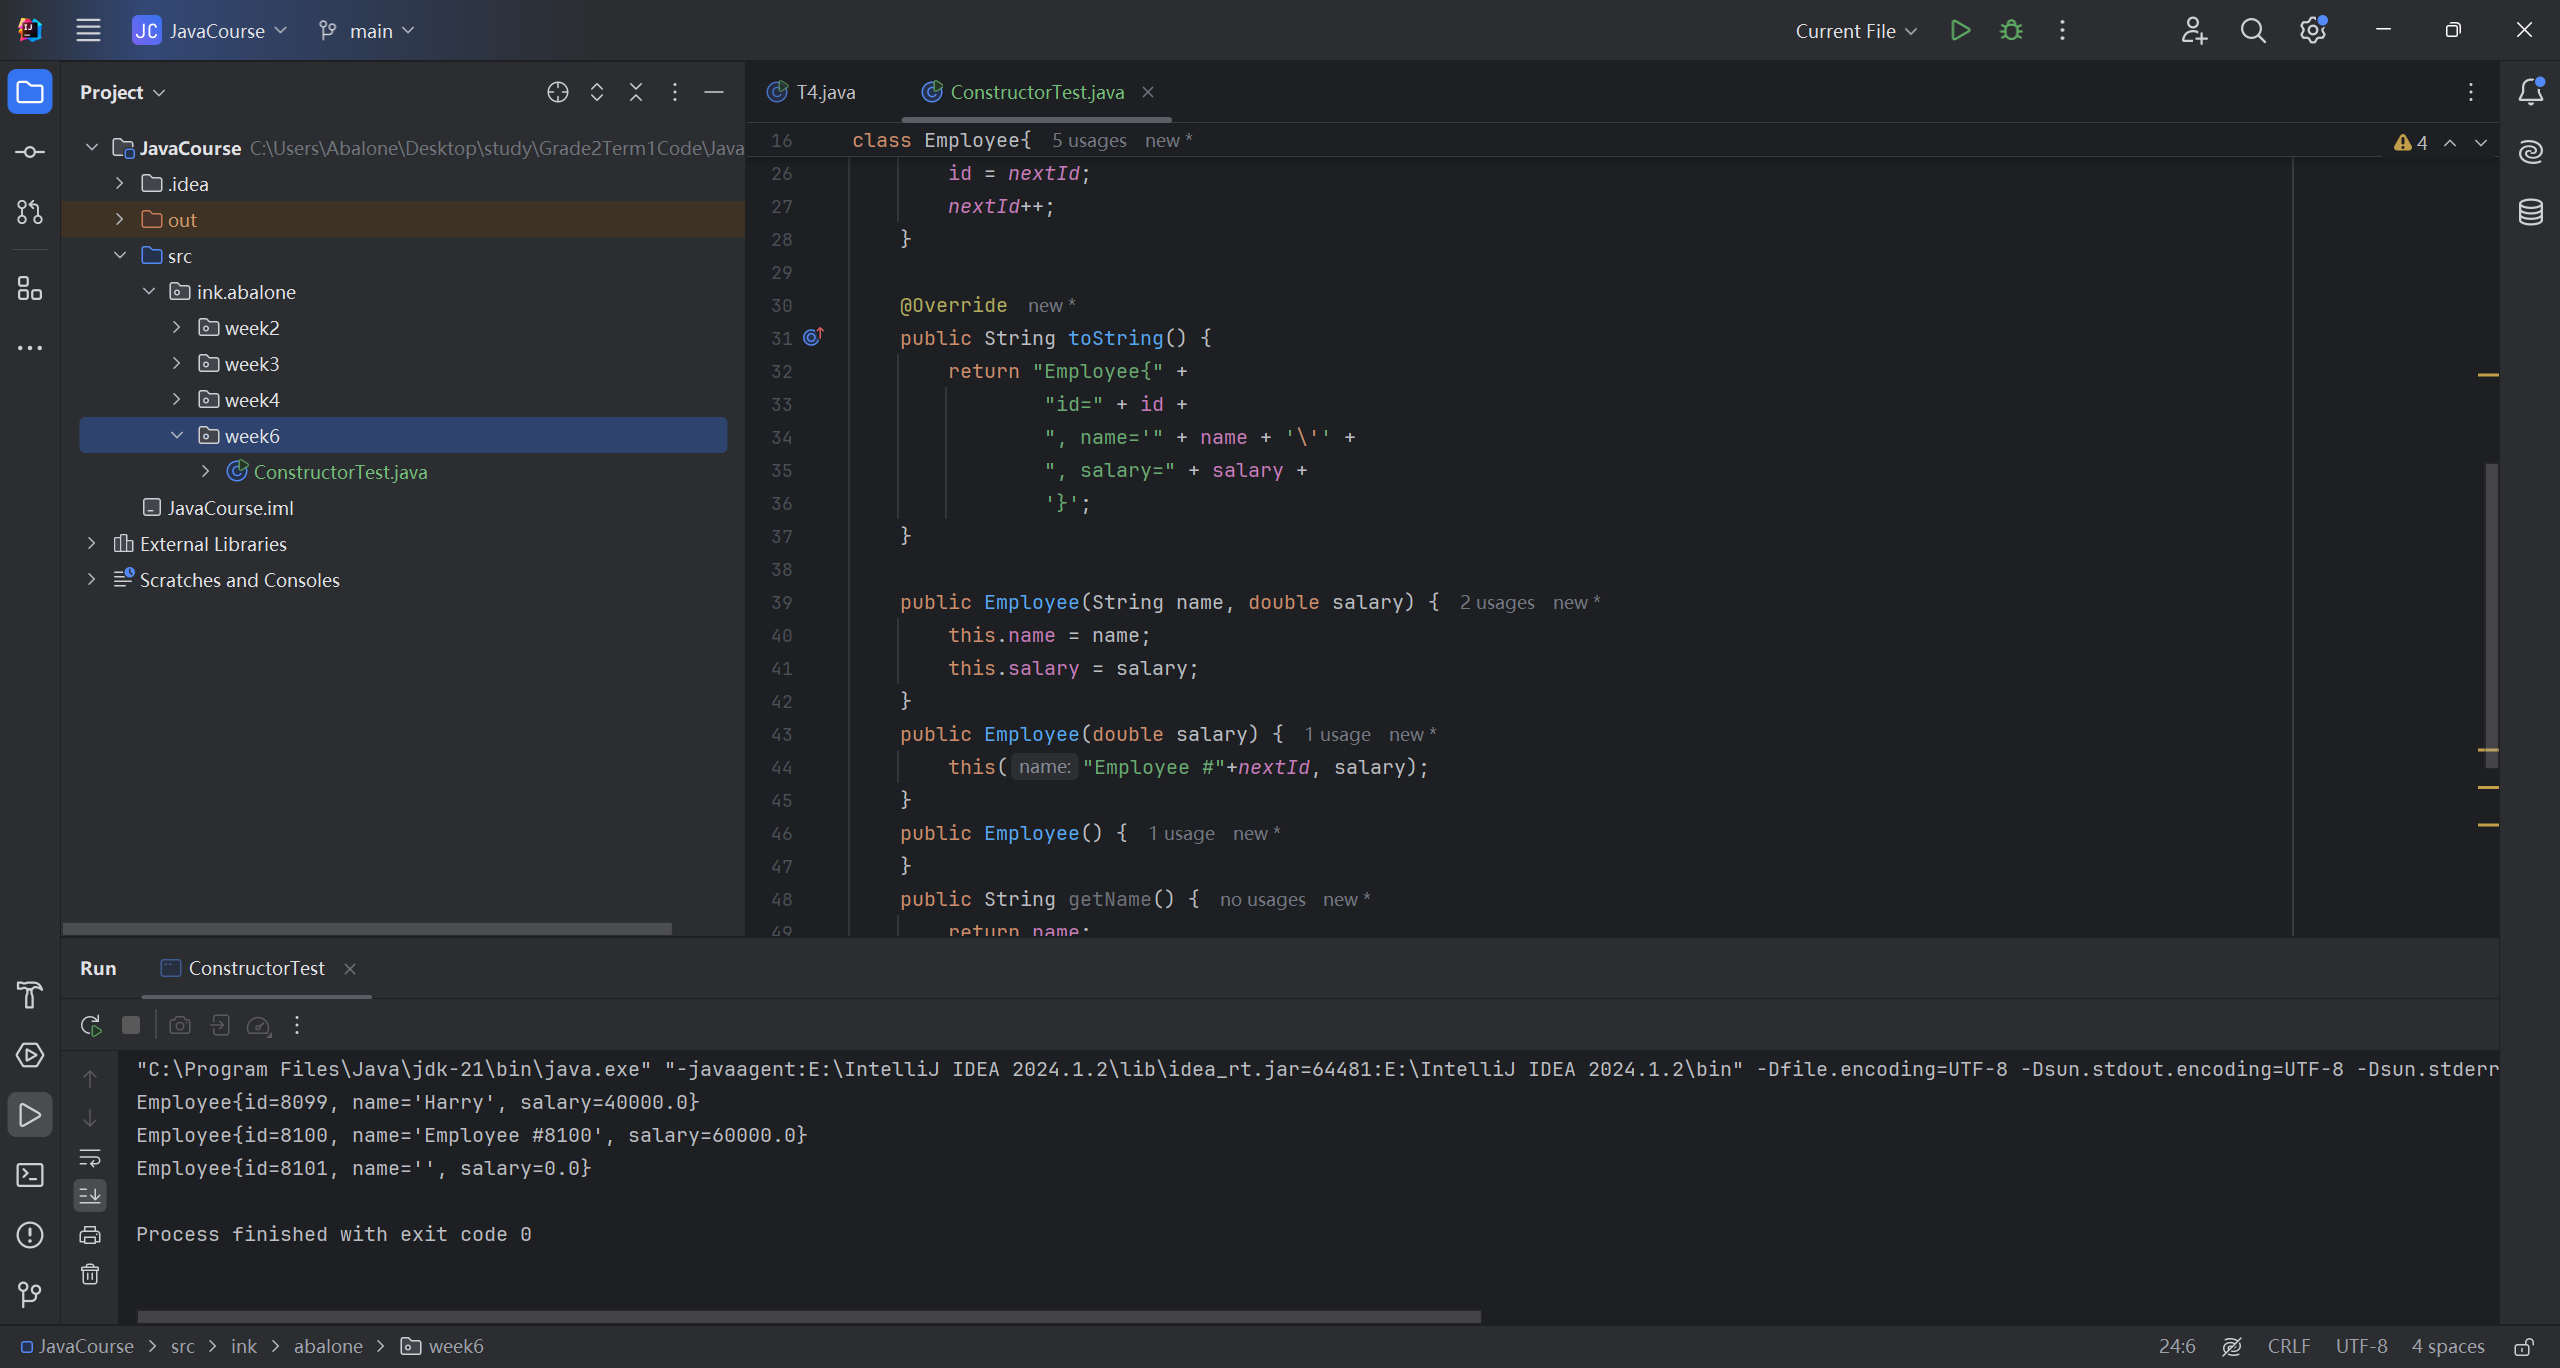 JC JavaCourse main Current File
Project
JavaCourse C:\Users\Abalone\Desktop\study\Grade2Term1Code\Java
.idea
out
src
ink.abalone
week2
week3
week4
week6
ConstructorTest.java
JavaCourse.iml
External Libraries
Scratches and Consoles
T4.java ConstructorTest.java
16 class Employee{ 5 usages new * 4
26 id = nextId;
27 nextId++;
28 }
29
30 @Override new *
31 public String toString() {
32 return "Employee{" +
33 "id=" + id +
34 ", name='" + name + '\'' +
35 ", salary=" + salary +
36 '}';
37 }
38
39 public Employee(String name, double salary) { 2 usages new *
40 this.name = name;
41 this.salary = salary;
42 }
43 public Employee(double salary) { 1 usage new *
44 this( name: "Employee #"+nextId, salary);
45 }
46 public Employee() { 1 usage new *
47 }
48 public String getName() { no usages new *
49 return name;
Run ConstructorTest
"C:\Program Files\Java\jdk-21\bin\java.exe" "-javaagent:E:\IntelliJ IDEA 2024.1.2\lib\idea_rt.jar=64481:E:\IntelliJ IDEA 2024.1.2\bin" -Dfile.encoding=UTF-8 -Dsun.stdout.encoding=UTF-8 -Dsun.stderr
Employee{id=8099, name='Harry', salary=40000.0}
Employee{id=8100, name='Employee #8100', salary=60000.0}
Employee{id=8101, name='', salary=0.0}
Process finished with exit code 0
JavaCourse src ink abalone week6 24:6 CRLF UTF-8 4 spaces